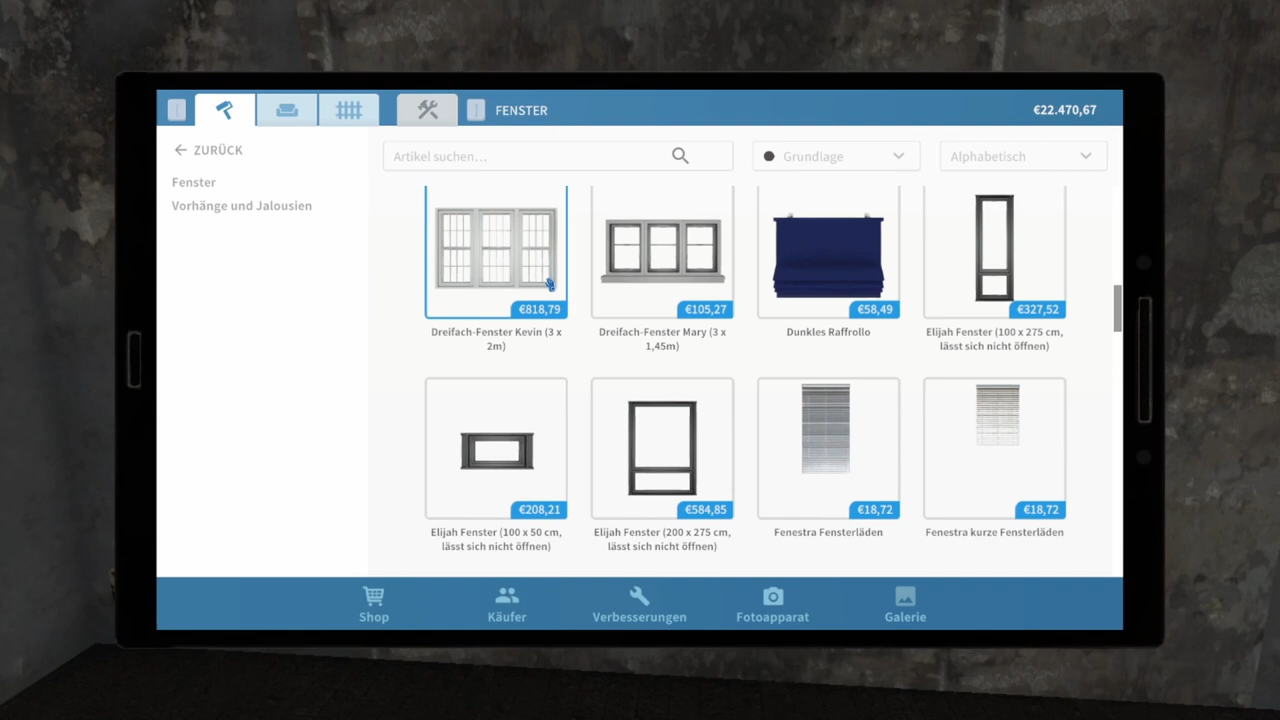 FENSTER
€22.470,67
ZURÜCK
Fenster
Vorhänge und Jalousien
Artikel suchen...
Grundlage
Alphabetisch
€818,79
Dreifach-Fenster Kevin (3 x
2m)
€105,27
Dreifach-Fenster Mary (3 x
1,45m)
€58,49
Dunkles Raffrollo
€327,52
Elijah Fenster (100 x 275 cm,
lässt sich nicht öffnen)
€208,21
Elijah Fenster (100 x 50 cm,
lässt sich nicht öffnen)
€584,85
Elijah Fenster (200 x 275 cm,
lässt sich nicht öffnen)
€18,72
Fenestra Fensterläden
€18,72
Fenestra kurze Fensterläden
Shop
Käufer
Verbesserungen
Fotoapparat
Galerie